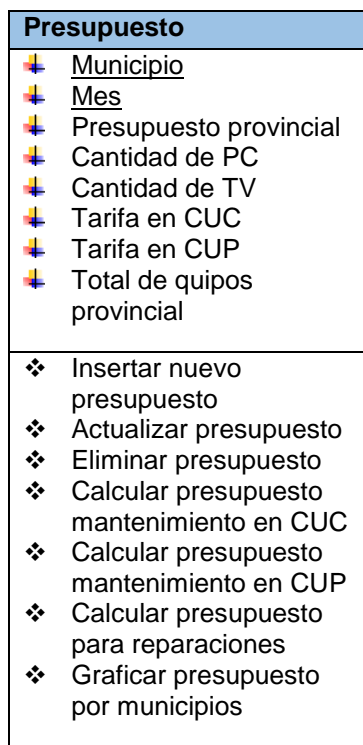 Presupuesto
Municipio
Mes
Presupuesto provincial
Cantidad de PC
Cantidad de TV
Tarifa en CUC
Tarifa en CUP
Total de quipos
provincial
Insertar nuevo
presupuesto
Actualizar presupuesto
Eliminar presupuesto
Calcular presupuesto
mantenimiento en CUC
Calcular presupuesto
mantenimiento en CUP
Calcular presupuesto
para reparaciones
Graficar presupuesto
por municipios